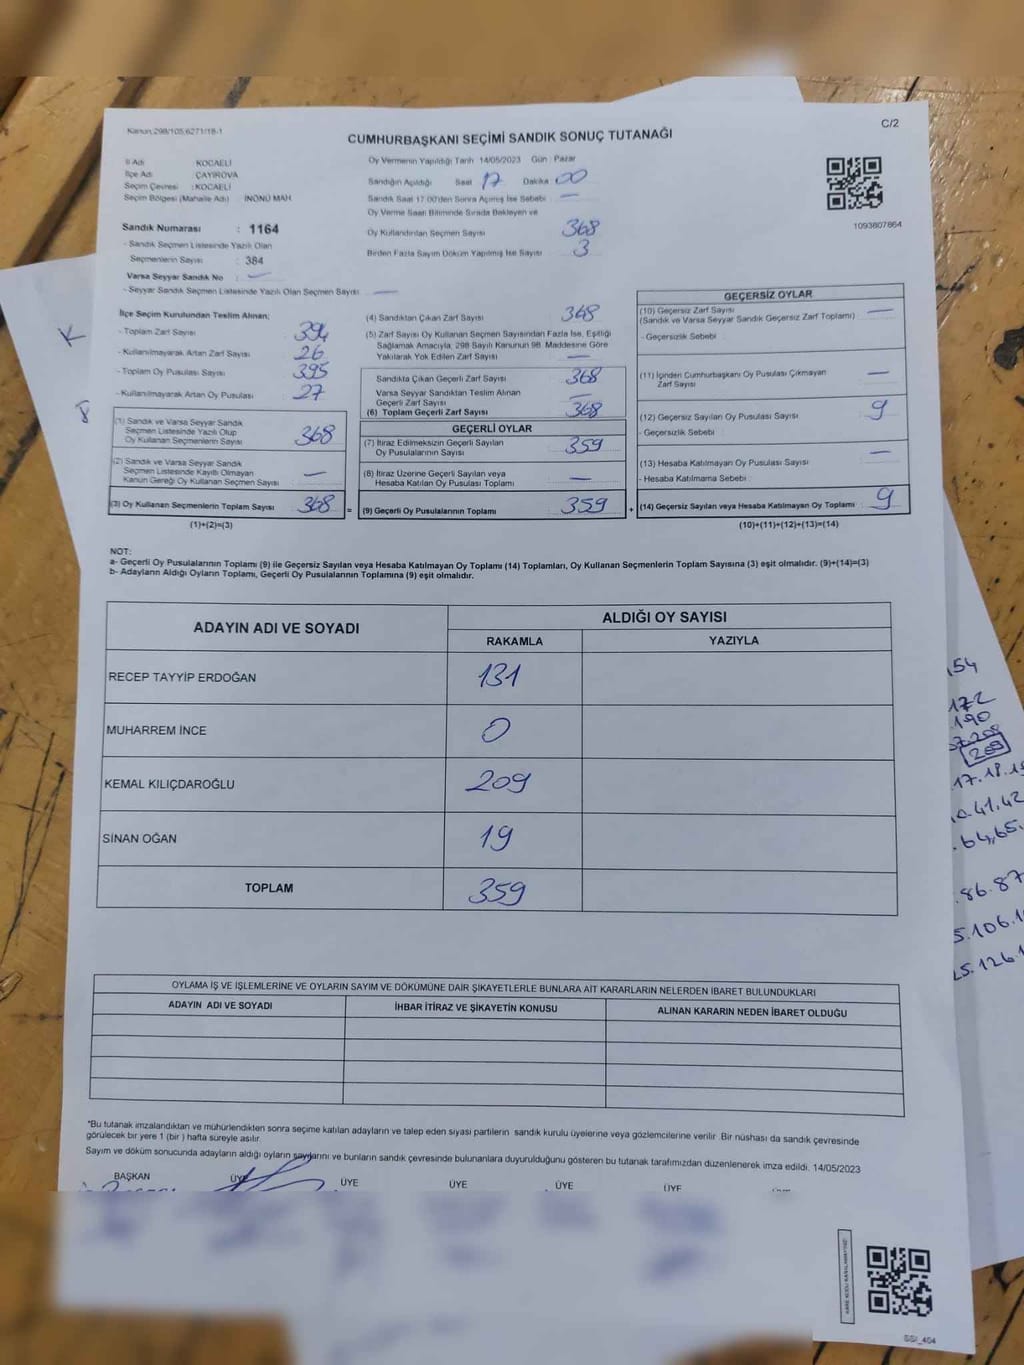 Kanun:298/105,6271/18-1
C/2
CUMHURBAŞKANI SEÇİMİ SANDIK SONUÇ TUTANAĞI
İl Adı : KOCAELİ
İlçe Adı : ÇAYIROVA
Seçim Çevresi : KOCAELİ
Seçim Bölgesi (Mahalle Adı) İNÖNÜ MAH
Sandık Numarası : 1164
- Sandık Seçmen Listesinde Yazılı Olan
Seçmenlerin Sayısı : 384
Varsa Seyyar Sandık No : —
- Seyyar Sandık Seçmen Listesinde Yazılı Olan Seçmen Sayısı : —
Oy Vermenin Yapıldığı Tarih 14/05/2023 Gün : Pazar
Sandığın Açıldığı Saat 17 Dakika 00
Sandık Saat 17.00'den Sonra Açılmış İse Sebebi : —
Oy Verme Saati Bitiminde Sırada Bekleyen ve
Oy Kullandırılan Seçmen Sayısı 368
Birden Fazla Sayım Döküm Yapılmış İse Sayısı 3
1093807864
İlçe Seçim Kurulundan Teslim Alınan;
- Toplam Zarf Sayısı 394
- Kullanılmayarak Artan Zarf Sayısı 26
- Toplam Oy Pusulası Sayısı 395
- Kullanılmayarak Artan Oy Pusulası 27
(1) Sandık ve Varsa Seyyar Sandık
Seçmen Listesinde Yazılı Olup
Oy Kullanan Seçmenlerin Sayısı 368
(2) Sandık ve Varsa Seyyar Sandık
Seçmen Listesinde Kayıtlı Olmayan
Kanun Gereği Oy Kullanan Seçmen Sayısı —
(3) Oy Kullanan Seçmenlerin Toplam Sayısı 368 =
(1)+(2)=(3)
(4) Sandıktan Çıkan Zarf Sayısı 368
(5) Zarf Sayısı Oy Kullanan Seçmen Sayısından Fazla İse, Eşitliği
Sağlamak Amacıyla, 298 Sayılı Kanunun 98. Maddesine Göre
Yakılarak Yok Edilen Zarf Sayısı —
Sandıkta Çıkan Geçerli Zarf Sayısı 368
Varsa Seyyar Sandıktan Teslim Alınan
Geçerli Zarf Sayısı —
(6) Toplam Geçerli Zarf Sayısı 368
GEÇERLİ OYLAR
(7) İtiraz Edilmeksizin Geçerli Sayılan
Oy Pusulalarının Sayısı 359
(8) İtiraz Üzerine Geçerli Sayılan veya
Hesaba Katılan Oy Pusulası Toplamı —
(9) Geçerli Oy Pusulalarının Toplamı 359 +
GEÇERSİZ OYLAR
(10) Geçersiz Zarf Sayısı —
(Sandık ve Varsa Seyyar Sandık Geçersiz Zarf Toplamı)
- Geçersizlik Sebebi :
(11) İçinden Cumhurbaşkanı Oy Pusulası Çıkmayan —
Zarf Sayısı
(12) Geçersiz Sayılan Oy Pusulası Sayısı 9
- Geçersizlik Sebebi :
(13) Hesaba Katılmayan Oy Pusulası Sayısı —
- Hesaba Katılmama Sebebi :
(14) Geçersiz Sayılan veya Hesaba Katılmayan Oy Toplamı 9
(10)+(11)+(12)+(13)=(14)
NOT:
a- Geçerli Oy Pusulalarının Toplamı (9) ile Geçersiz Sayılan veya Hesaba Katılmayan Oy Toplamı (14) Toplamları, Oy Kullanan Seçmenlerin Toplam Sayısına (3) eşit olmalıdır. (9)+(14)=(3)
b- Adayların Aldığı Oyların Toplamı, Geçerli Oy Pusulalarının Toplamına (9) eşit olmalıdır.
ADAYIN ADI VE SOYADI
ALDIĞI OY SAYISI
RAKAMLA YAZIYLA
RECEP TAYYİP ERDOĞAN 131
MUHARREM İNCE 0
KEMAL KILIÇDAROĞLU 209
SİNAN OĞAN 19
TOPLAM 359
OYLAMA İŞ VE İŞLEMLERİNE VE OYLARIN SAYIM VE DÖKÜMÜNE DAİR ŞİKAYETLERLE BUNLARA AİT KARARLARIN NELERDEN İBARET BULUNDUKLARI
ADAYIN ADI VE SOYADI İHBAR İTİRAZ VE ŞİKAYETİN KONUSU ALINAN KARARIN NEDEN İBARET OLDUĞU
*Bu tutanak imzalandıktan ve mühürlendikten sonra seçime katılan adayların ve talep eden siyasi partilerin sandık kurulu üyelerine veya gözlemcilerine verilir. Bir nüshası da sandık çevresinde
görülecek bir yere 1 (bir ) hafta süreyle asılır.
Sayım ve döküm sonucunda adayların aldığı oyların sayılarını ve bunların sandık çevresinde bulunanlara duyurulduğunu gösteren bu tutanak tarafımızdan düzenlenerek imza edildi. 14/05/2023
BAŞKAN ÜYE ÜYE ÜYE ÜYE ÜYE
SSI_404
K
154
172
190
209
17.18.19
41.42
64,65.
86.87